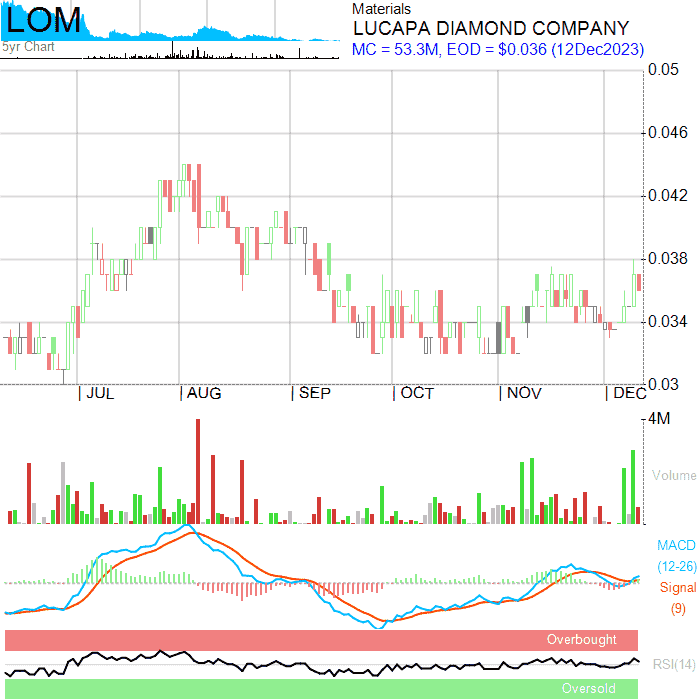 LOM
5yr Chart
Materials
LUCAPA DIAMOND COMPANY
MC = 53.3M, EOD = $0.036 (12Dec2023)
0.05
0.046
0.042
0.038
0.034
0.03
JUL AUG SEP OCT NOV DEC
4M
Volume
MACD
(12-26)
Signal
(9)
Overbought
RSI(14)
Oversold